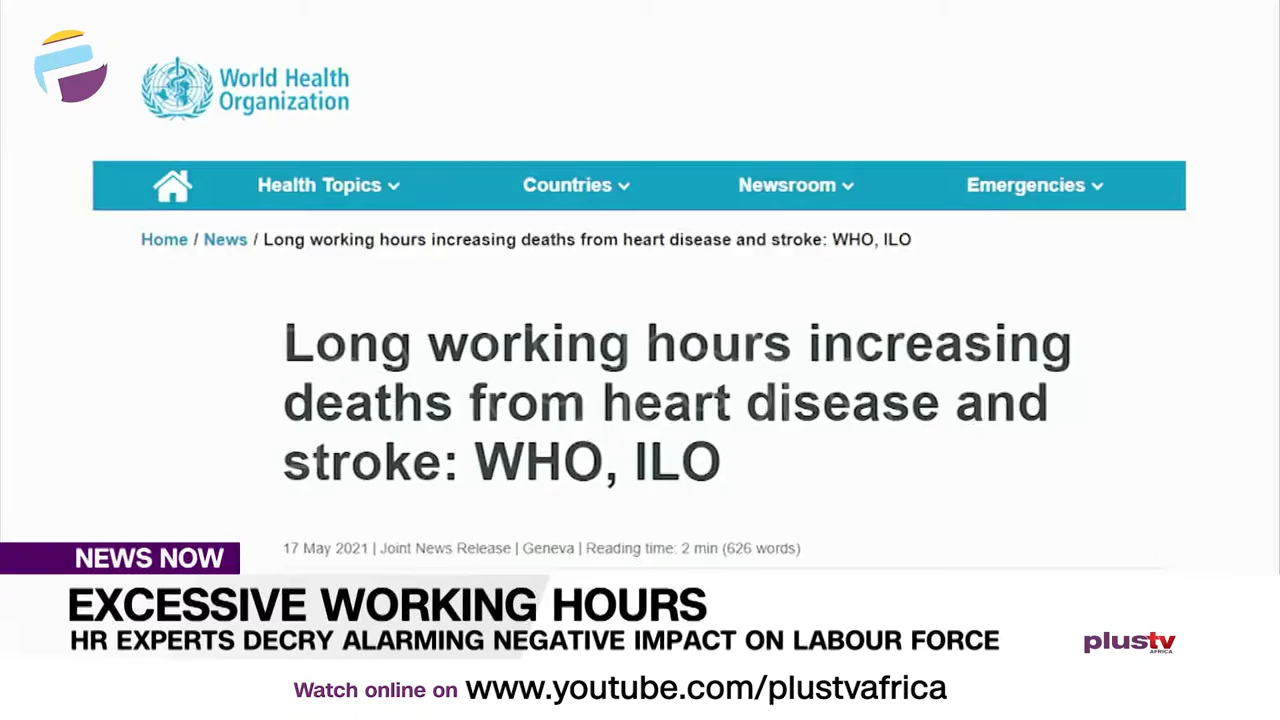 World Health
Organization
Health Topics
Countries
Newsroom
Emergencies
Home / News / Long working hours increasing deaths from heart disease and stroke: WHO, ILO
Long working hours increasing
deaths from heart disease and
stroke: WHO, ILO
17 May 2021 | Joint News Release | Geneva | Reading time: 2 min (626 words)
NEWS NOW
EXCESSIVE WORKING HOURS
HR EXPERTS DECRY ALARMING NEGATIVE IMPACT ON LABOUR FORCE
plustv
AFRICA
Watch online on www.youtube.com/plustvafrica